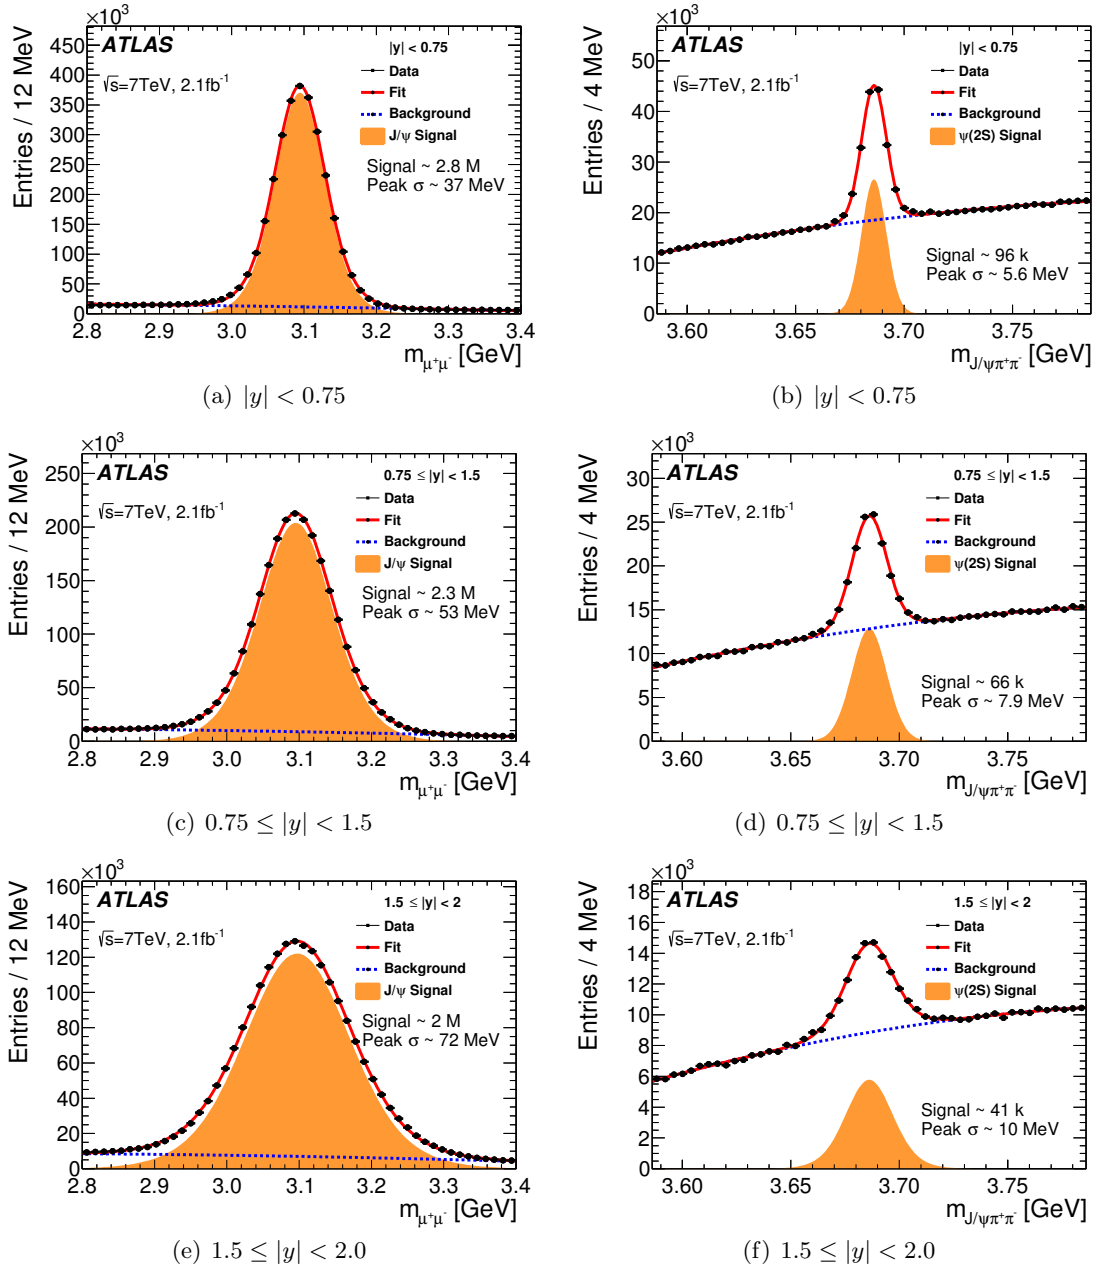 ×10³
Entries / 12 MeV
450
400
350
300
250
200
150
100
50
0
ATLAS
√s=7TeV, 2.1fb⁻¹
|y| < 0.75
Data
Fit
Background
J/ψ Signal
Signal ~ 2.8 M
Peak σ ~ 37 MeV
2.8 2.9 3.0 3.1 3.2 3.3 3.4
m_μ⁺μ⁻ [GeV]
(a) |y| < 0.75
×10³
Entries / 4 MeV
50
40
30
20
10
0
ATLAS
√s=7TeV, 2.1fb⁻¹
|y| < 0.75
Data
Fit
Background
ψ(2S) Signal
Signal ~ 96 k
Peak σ ~ 5.6 MeV
3.60 3.65 3.70 3.75
m_J/ψπ⁺π⁻ [GeV]
(b) |y| < 0.75
×10³
Entries / 12 MeV
250
200
150
100
50
0
ATLAS
√s=7TeV, 2.1fb⁻¹
0.75 ≤ |y| < 1.5
Data
Fit
Background
J/ψ Signal
Signal ~ 2.3 M
Peak σ ~ 53 MeV
2.8 2.9 3.0 3.1 3.2 3.3 3.4
m_μ⁺μ⁻ [GeV]
(c) 0.75 ≤ |y| < 1.5
×10³
Entries / 4 MeV
30
25
20
15
10
5
0
ATLAS
√s=7TeV, 2.1fb⁻¹
0.75 ≤ |y| < 1.5
Data
Fit
Background
ψ(2S) Signal
Signal ~ 66 k
Peak σ ~ 7.9 MeV
3.60 3.65 3.70 3.75
m_J/ψπ⁺π⁻ [GeV]
(d) 0.75 ≤ |y| < 1.5
×10³
Entries / 12 MeV
160
140
120
100
80
60
40
20
0
ATLAS
√s=7TeV, 2.1fb⁻¹
1.5 ≤ |y| < 2
Data
Fit
Background
J/ψ Signal
Signal ~ 2 M
Peak σ ~ 72 MeV
2.8 2.9 3.0 3.1 3.2 3.3 3.4
m_μ⁺μ⁻ [GeV]
(e) 1.5 ≤ |y| < 2.0
×10³
Entries / 4 MeV
18
16
14
12
10
8
6
4
2
0
ATLAS
√s=7TeV, 2.1fb⁻¹
1.5 ≤ |y| < 2
Data
Fit
Background
ψ(2S) Signal
Signal ~ 41 k
Peak σ ~ 10 MeV
3.60 3.65 3.70 3.75
m_J/ψπ⁺π⁻ [GeV]
(f) 1.5 ≤ |y| < 2.0